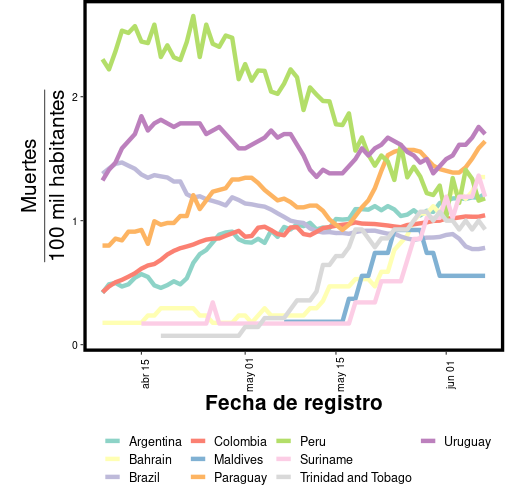 Muertes
100 mil habitantes
2
1
0
abr 15
may 01
may 15
jun 01
Fecha de registro
Argentina Colombia Peru Uruguay
Bahrain Maldives Suriname
Brazil Paraguay Trinidad and Tobago